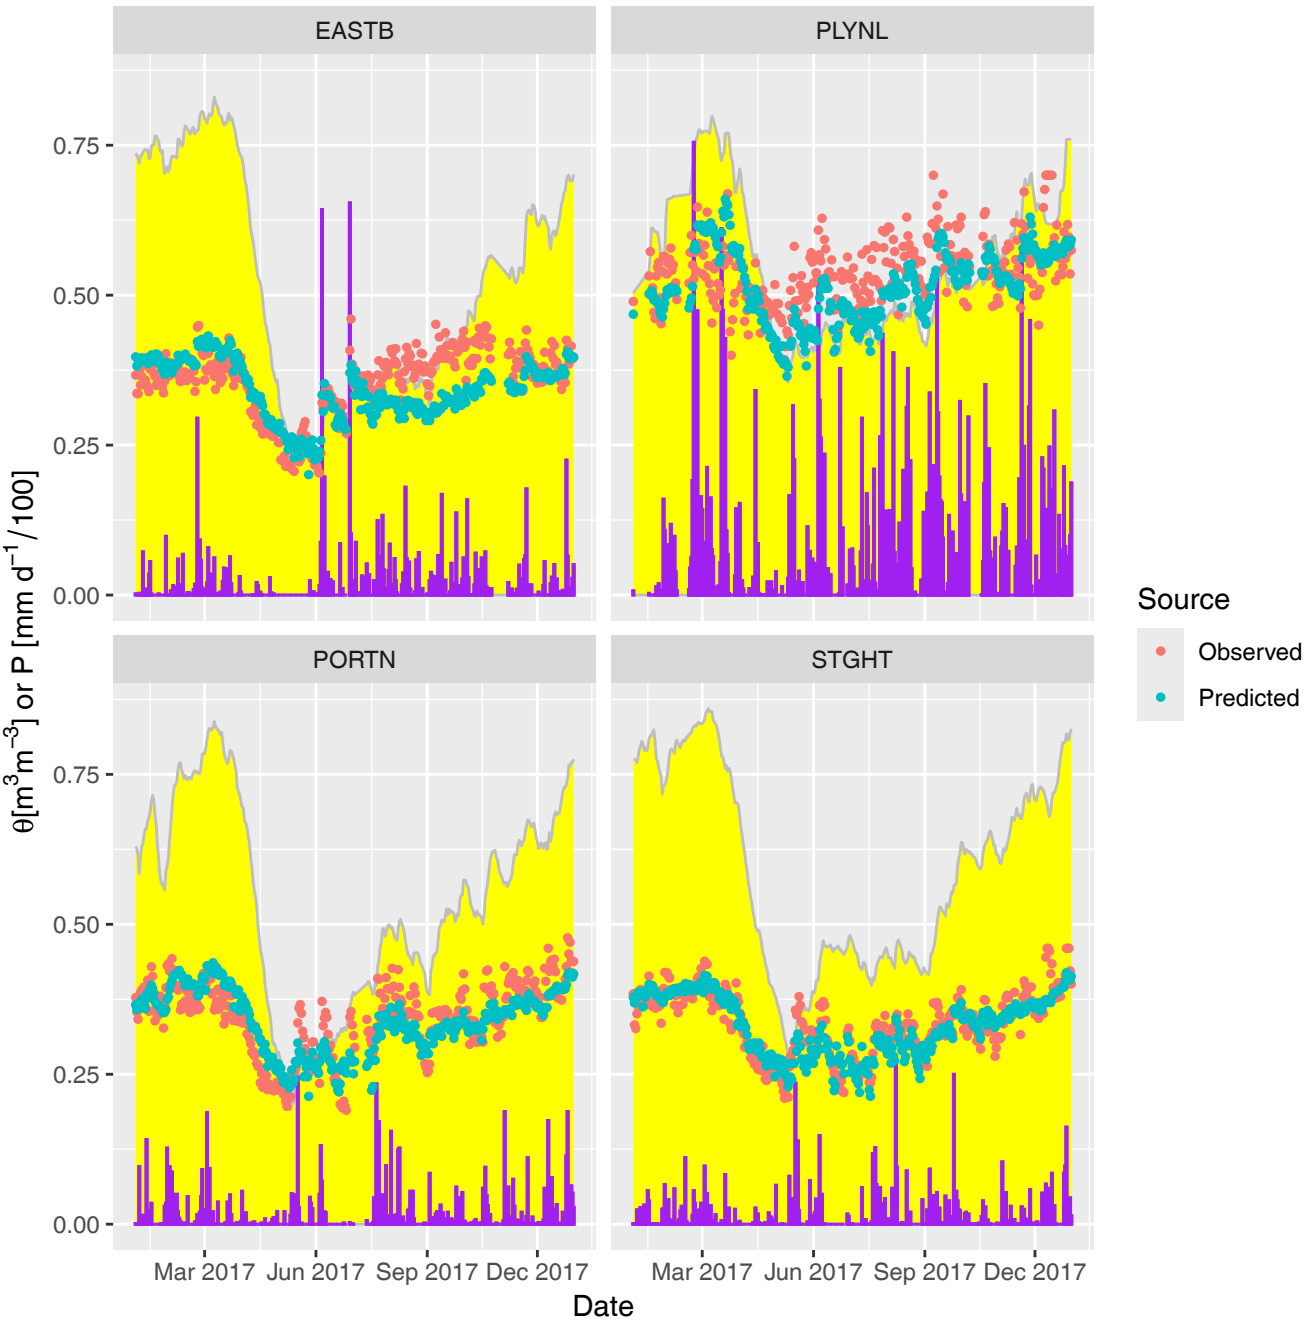 EASTB
PLYNL
0.75
0.50
0.25
0.00
PORTN
STGHT
0.75
0.50
0.25
0.00
Mar 2017 Jun 2017 Sep 2017 Dec 2017
Mar 2017 Jun 2017 Sep 2017 Dec 2017
Date
θ[m³m⁻³] or P [mm d⁻¹/100]
Source
Observed
Predicted